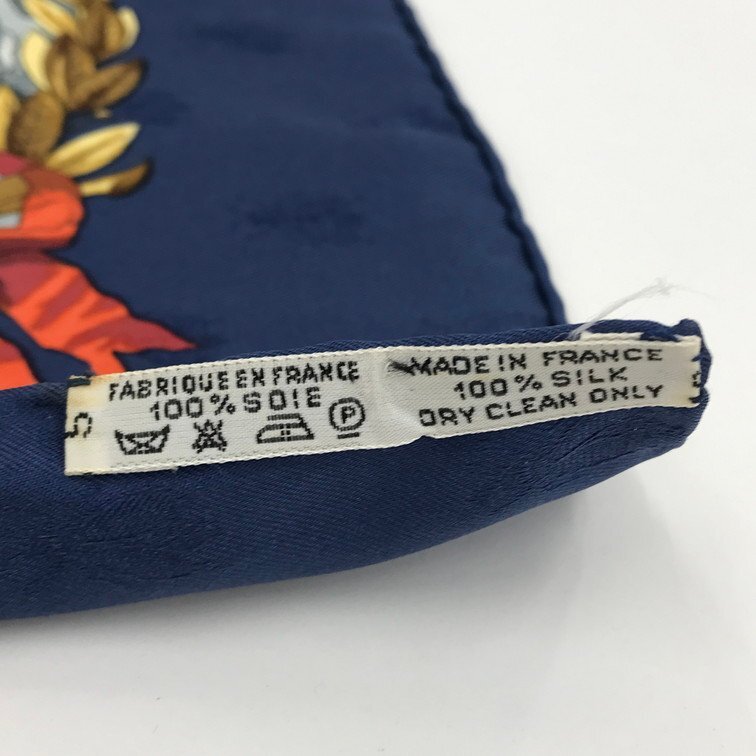 FABRIQUE EN FRANCE
100% SOIE
P
MADE IN FRANCE
100% SILK
DRY CLEAN ONLY